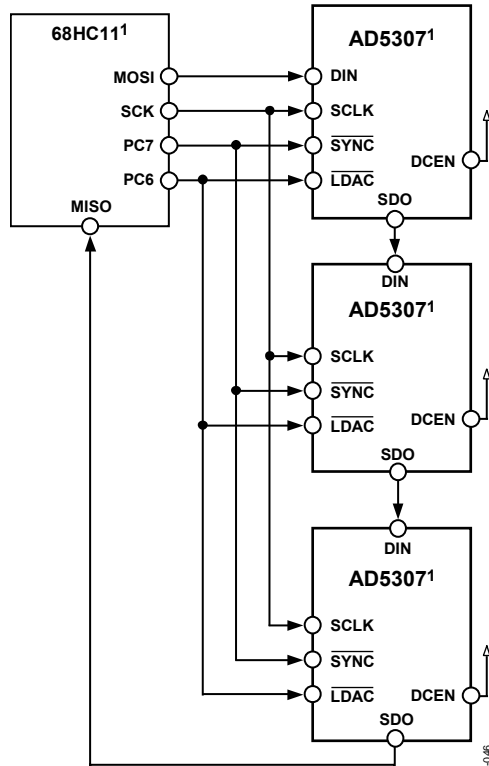 68HC11¹
MOSI
SCK
PC7
PC6
MISO
AD5307¹
DIN
SCLK
SYNC
LDAC
DCEN
SDO
DIN
AD5307¹
SCLK
SYNC
LDAC
DCEN
SDO
DIN
AD5307¹
SCLK
SYNC
LDAC
DCEN
SDO